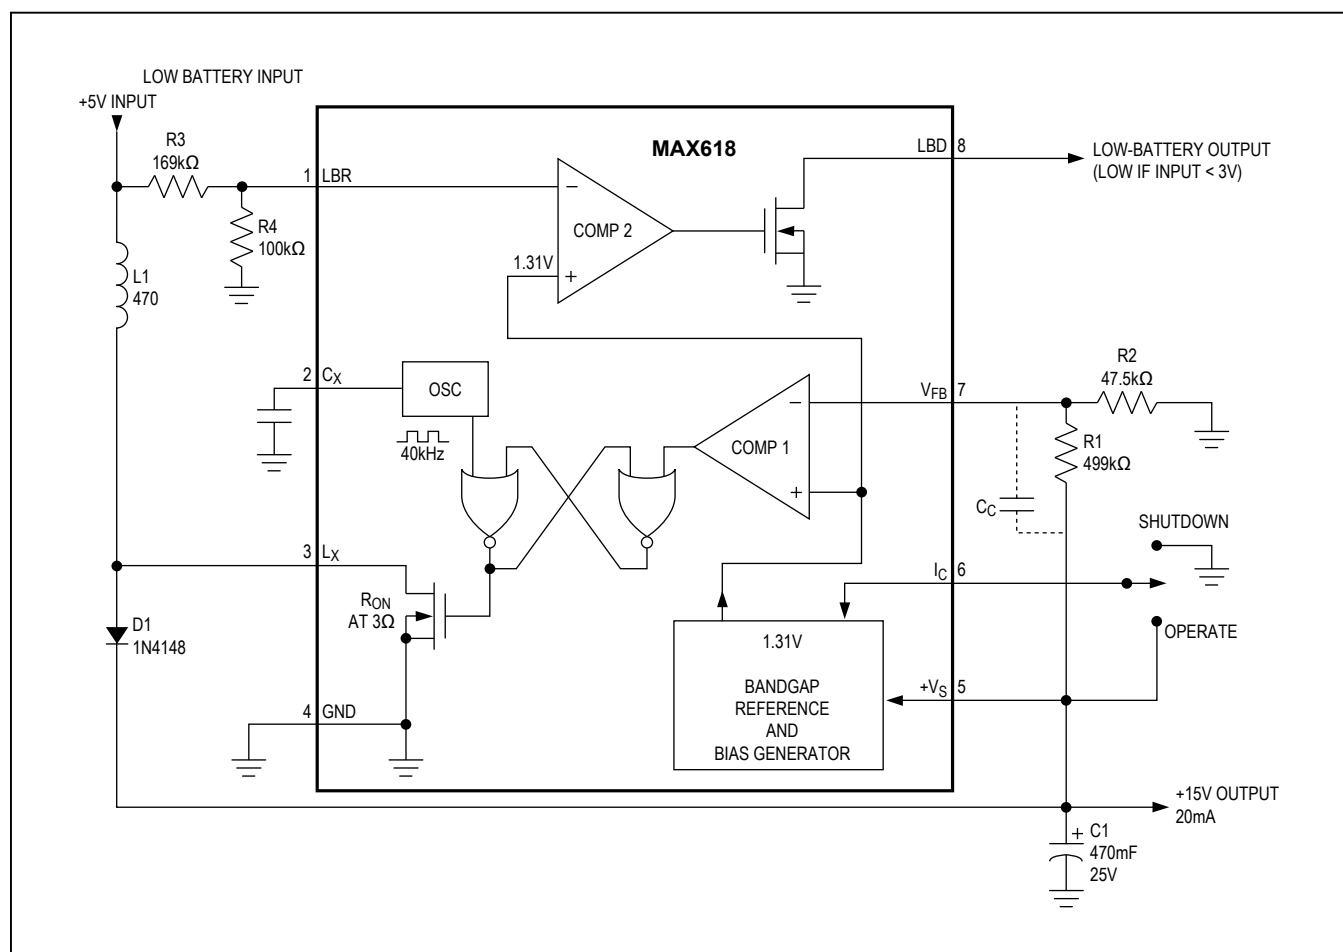 LOW BATTERY INPUT
+5V INPUT
R3
169kΩ
R4
100kΩ
L1
470
1 LBR
MAX618
LBD 8
LOW-BATTERY OUTPUT
(LOW IF INPUT < 3V)
−
COMP 2
1.31V
+
2 CX
OSC
40kHz
−
COMP 1
+
VFB 7
R2
47.5kΩ
R1
499kΩ
CC
SHUTDOWN
IC 6
OPERATE
3 LX
RON
AT 3Ω
D1
1N4148
4 GND
1.31V
BANDGAP
REFERENCE
AND
BIAS GENERATOR
+VS 5
+15V OUTPUT
20mA
+ C1
470mF
25V